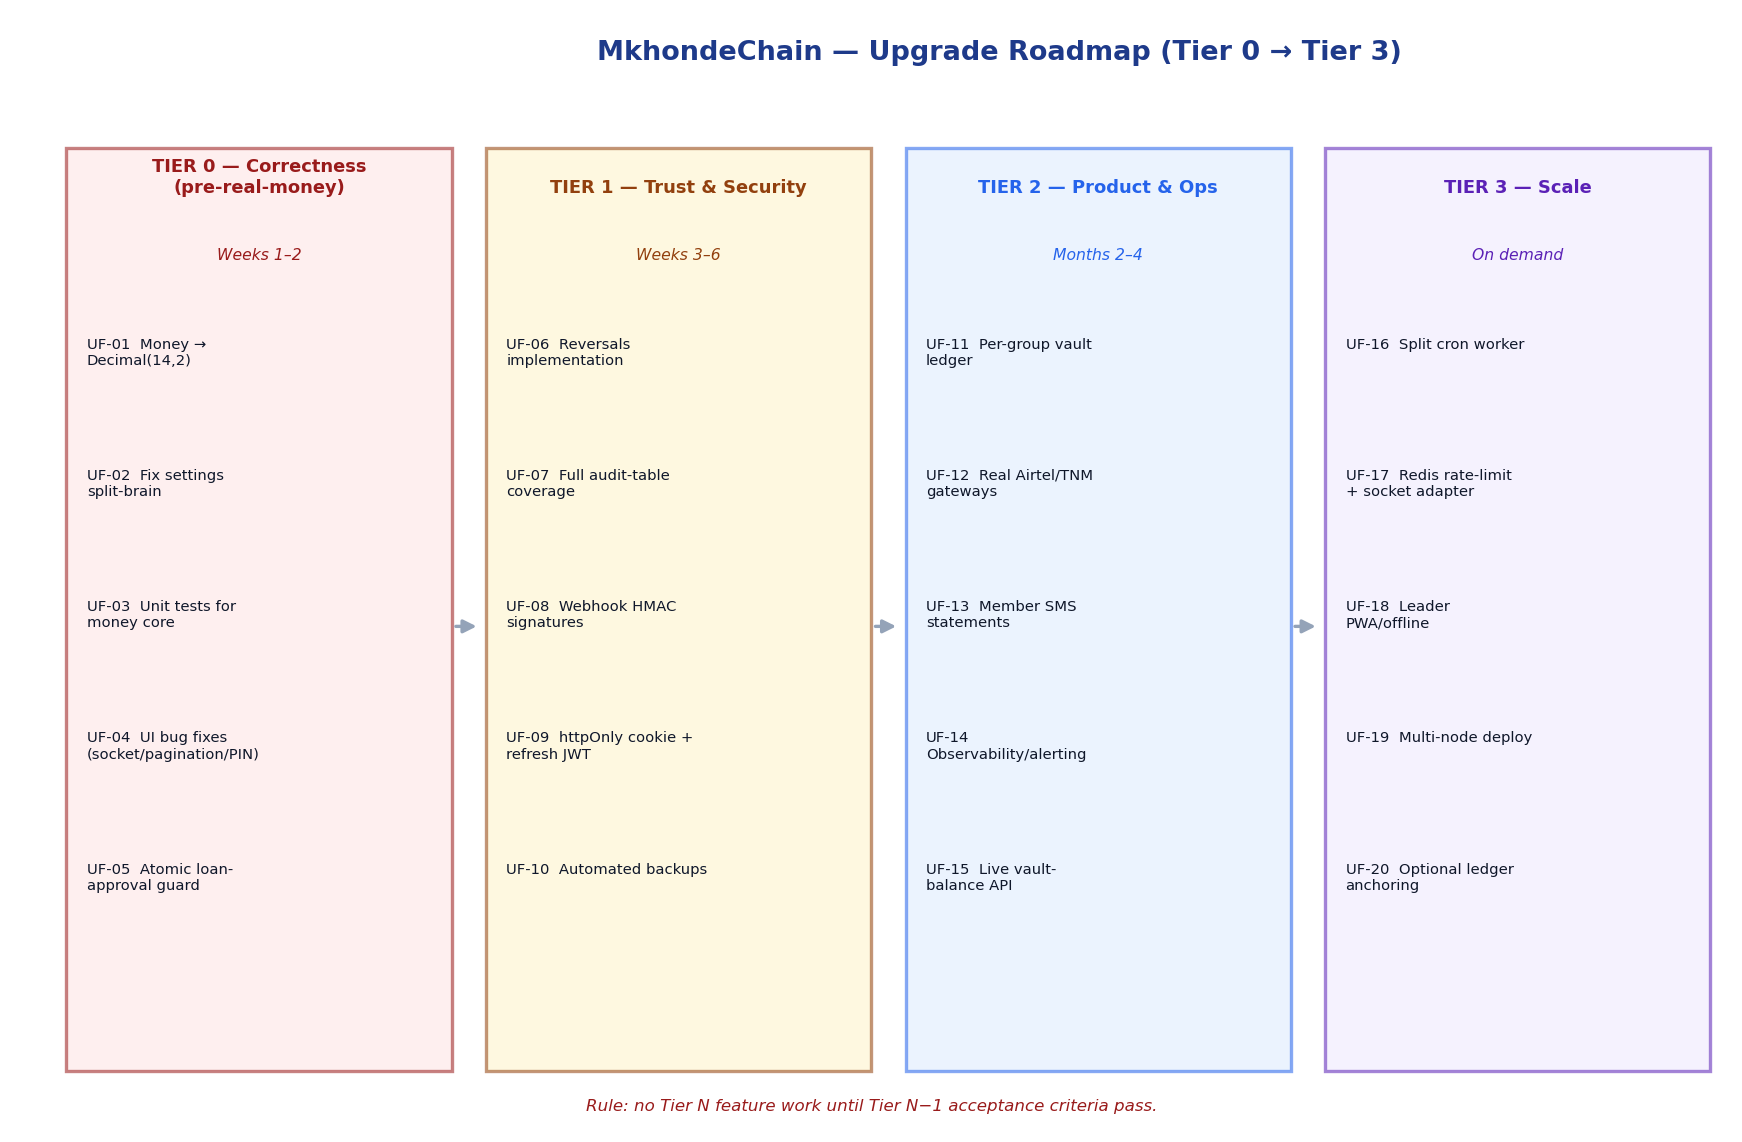 MkhondeChain — Upgrade Roadmap (Tier 0 → Tier 3)
TIER 0 — Correctness
(pre-real-money)
Weeks 1–2
UF-01  Money →
Decimal(14,2)
UF-02  Fix settings
split-brain
UF-03  Unit tests for
money core
UF-04  UI bug fixes
(socket/pagination/PIN)
UF-05  Atomic loan-
approval guard
TIER 1 — Trust & Security
Weeks 3–6
UF-06  Reversals
implementation
UF-07  Full audit-table
coverage
UF-08  Webhook HMAC
signatures
UF-09  httpOnly cookie +
refresh JWT
UF-10  Automated backups
TIER 2 — Product & Ops
Months 2–4
UF-11  Per-group vault
ledger
UF-12  Real Airtel/TNM
gateways
UF-13  Member SMS
statements
UF-14
Observability/alerting
UF-15  Live vault-
balance API
TIER 3 — Scale
On demand
UF-16  Split cron worker
UF-17  Redis rate-limit
+ socket adapter
UF-18  Leader
PWA/offline
UF-19  Multi-node deploy
UF-20  Optional ledger
anchoring
Rule: no Tier N feature work until Tier N−1 acceptance criteria pass.